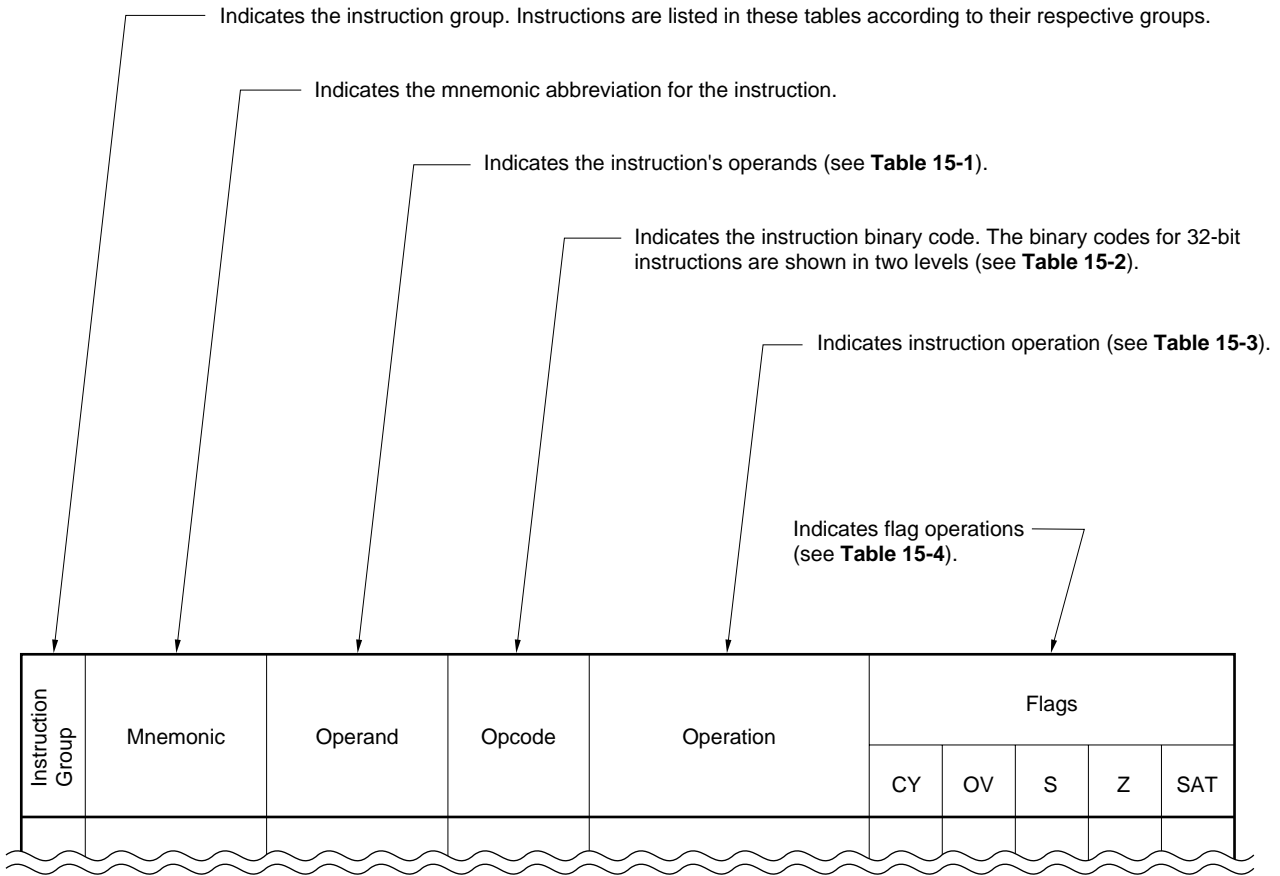 Indicates the instruction group. Instructions are listed in these tables according to their respective groups.
Indicates the mnemonic abbreviation for the instruction.
Indicates the instruction's operands (see Table 15-1).
Indicates the instruction binary code. The binary codes for 32-bit
instructions are shown in two levels (see Table 15-2).
Indicates instruction operation (see Table 15-3).
Indicates flag operations
(see Table 15-4).
Instruction
Group
Mnemonic
Operand
Opcode
Operation
Flags
CY
OV
S
Z
SAT